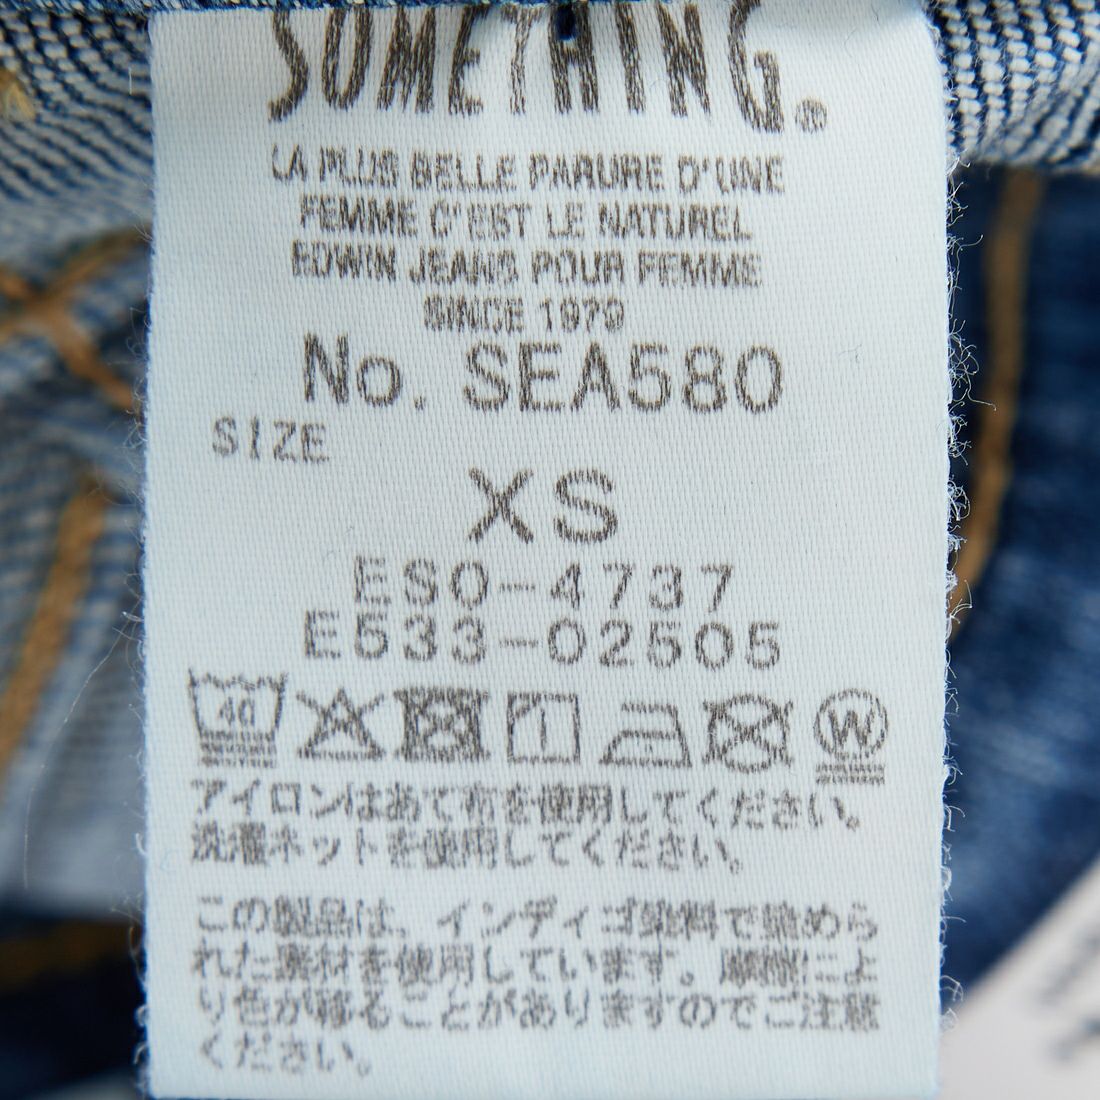 SOMETHING®
LA PLUS BELLE PARURE D'UNE
FEMME C'EST LE NATUREL
EDWIN JEANS POUR FEMME
SINCE 1979
No. SEA580
SIZE
XS
ES0-4737
E533-02505
40
W
アイロンはあて布を使用してください。
洗濯ネットを使用してください。
この製品は、インディゴ染料で染めら
れた素材を使用しています。摩擦によ
り色が移ることがありますのでご注意
ください。